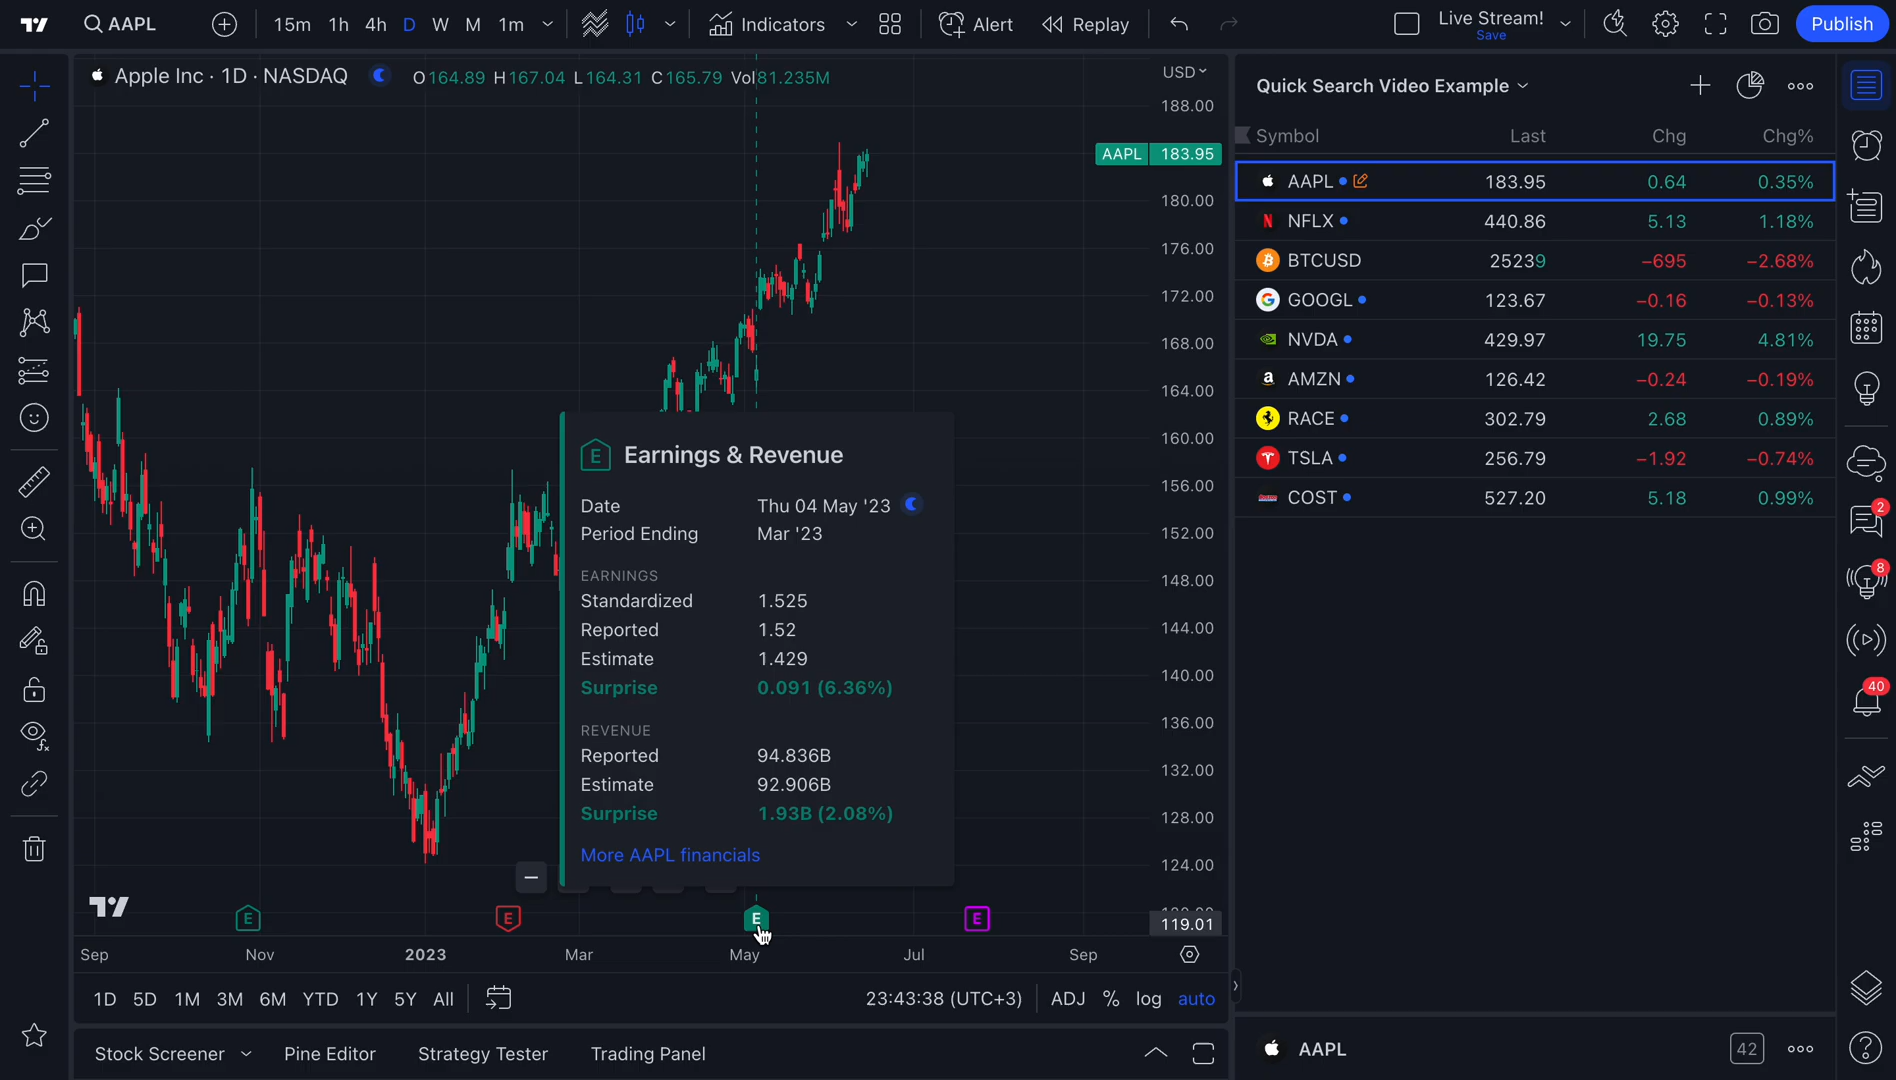 AAPL 15m 1h 4h D W M 1m Indicators Alert Replay Live Stream! Save Publish
Apple Inc · 1D · NASDAQ O164.89 H167.04 L164.31 C165.79 Vol81.235M
USD
188.00
AAPL 183.95
180.00
176.00
172.00
168.00
164.00
160.00
156.00
152.00
148.00
144.00
140.00
136.00
132.00
128.00
124.00
119.01
E Earnings & Revenue
Date Thu 04 May '23
Period Ending Mar '23
EARNINGS
Standardized 1.525
Reported 1.52
Estimate 1.429
Surprise 0.091 (6.36%)
REVENUE
Reported 94.836B
Estimate 92.906B
Surprise 1.93B (2.08%)
More AAPL financials
E E E E
Sep Nov 2023 Mar May Jul Sep
1D 5D 1M 3M 6M YTD 1Y 5Y All 23:43:38 (UTC+3) ADJ % log auto
Stock Screener Pine Editor Strategy Tester Trading Panel
Quick Search Video Example
Symbol Last Chg Chg%
AAPL 183.95 0.64 0.35%
NFLX 440.86 5.13 1.18%
BTCUSD 25239 −695 −2.68%
GOOGL 123.67 −0.16 −0.13%
NVDA 429.97 19.75 4.81%
AMZN 126.42 −0.24 −0.19%
RACE 302.79 2.68 0.89%
TSLA 256.79 −1.92 −0.74%
COST 527.20 5.18 0.99%
AAPL 42
2
8
40